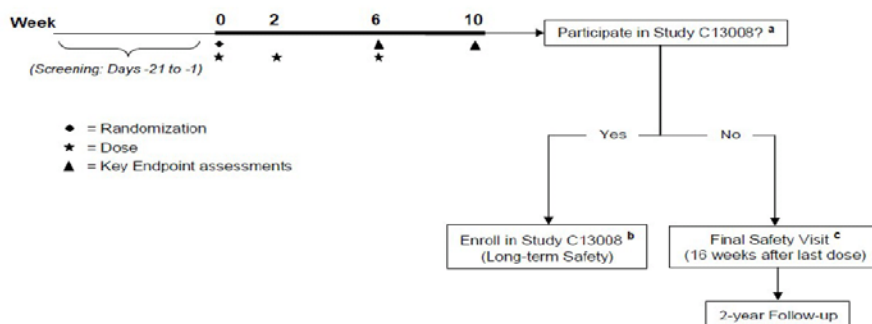 Week 0 2 6 10
Participate in Study C13008? a
(Screening: Days -21 to -1)
= Randomization
= Dose
= Key Endpoint assessments
Yes No
Enroll in Study C13008 b
(Long-term Safety)
Final Safety Visit c
(16 weeks after last dose)
2-year Follow-up